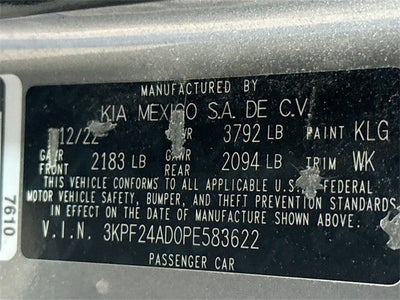 MANUFACTURED BY
KIA MEXICO S.A. DE C.V.
12/22 3792 LB PAINT KLG
GAWR FRONT 2183 LB GAWR REAR 2094 LB TRIM WK
THIS VEHICLE CONFORMS TO ALL APPLICABLE U.S. FEDERAL
MOTOR VEHICLE SAFETY, BUMPER, AND THEFT PREVENTION STANDARDS
IN EFFECT ON THE DATE OF MANUFACTURE SHOWN ABOVE.
V.I.N. 3KPF24AD0PE583622
PASSENGER CAR
7610